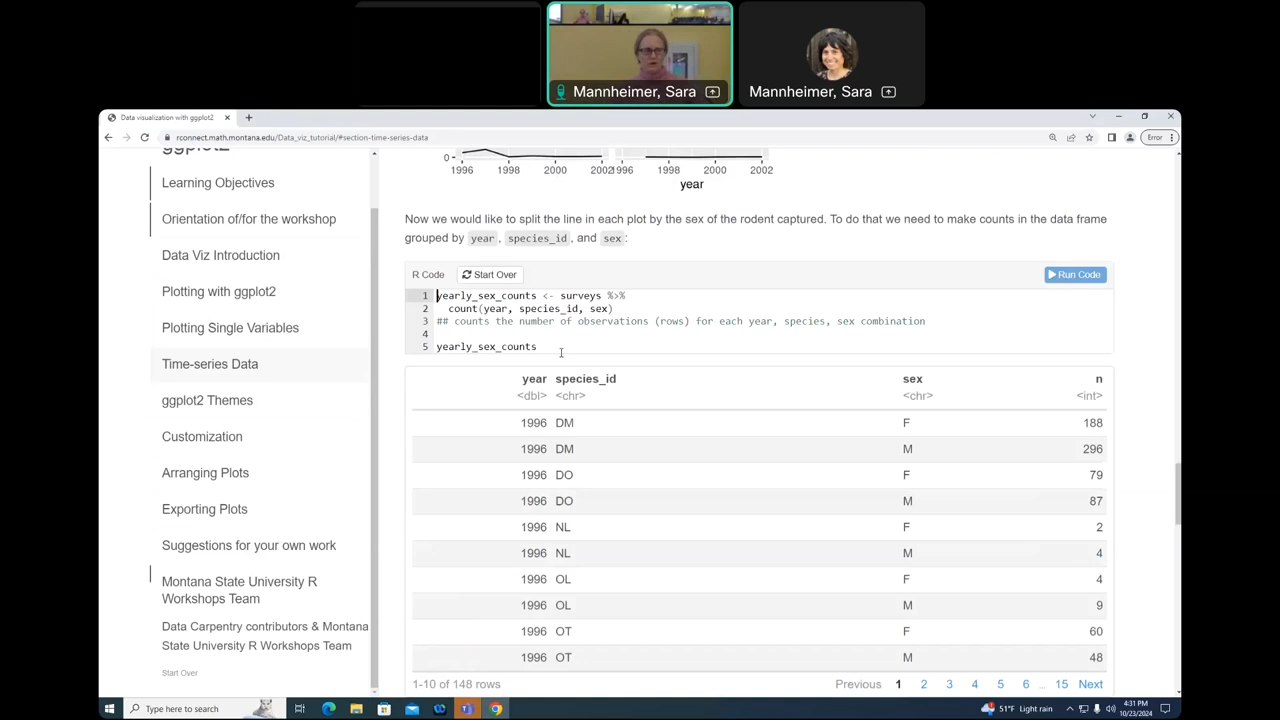 Mannheimer, Sara
Mannheimer, Sara
Data visualization with ggplot2
rconnect.math.montana.edu/Data_viz_tutorial/#section-time-series-data
Error
ggplot2
Learning Objectives
Orientation of/for the workshop
Data Viz Introduction
Plotting with ggplot2
Plotting Single Variables
Time-series Data
ggplot2 Themes
Customization
Arranging Plots
Exporting Plots
Suggestions for your own work
Montana State University R
Workshops Team
Data Carpentry contributors & Montana
State University R Workshops Team
Start Over
0
1996 1998 2000 2002 1996 1998 2000 2002
year
Now we would like to split the line in each plot by the sex of the rodent captured. To do that we need to make counts in the data frame
grouped by year, species_id, and sex:
R Code Start Over Run Code
1 yearly_sex_counts <- surveys %>%
2 count(year, species_id, sex)
3 ## counts the number of observations (rows) for each year, species, sex combination
4
5 yearly_sex_counts
year species_id sex n
<dbl> <chr> <chr> <int>
1996 DM F 188
1996 DM M 296
1996 DO F 79
1996 DO M 87
1996 NL F 2
1996 NL M 4
1996 OL F 4
1996 OL M 9
1996 OT F 60
1996 OT M 48
1-10 of 148 rows Previous 1 2 3 4 5 6 ... 15 Next
Type here to search
51°F Light rain
4:31 PM
10/23/2024